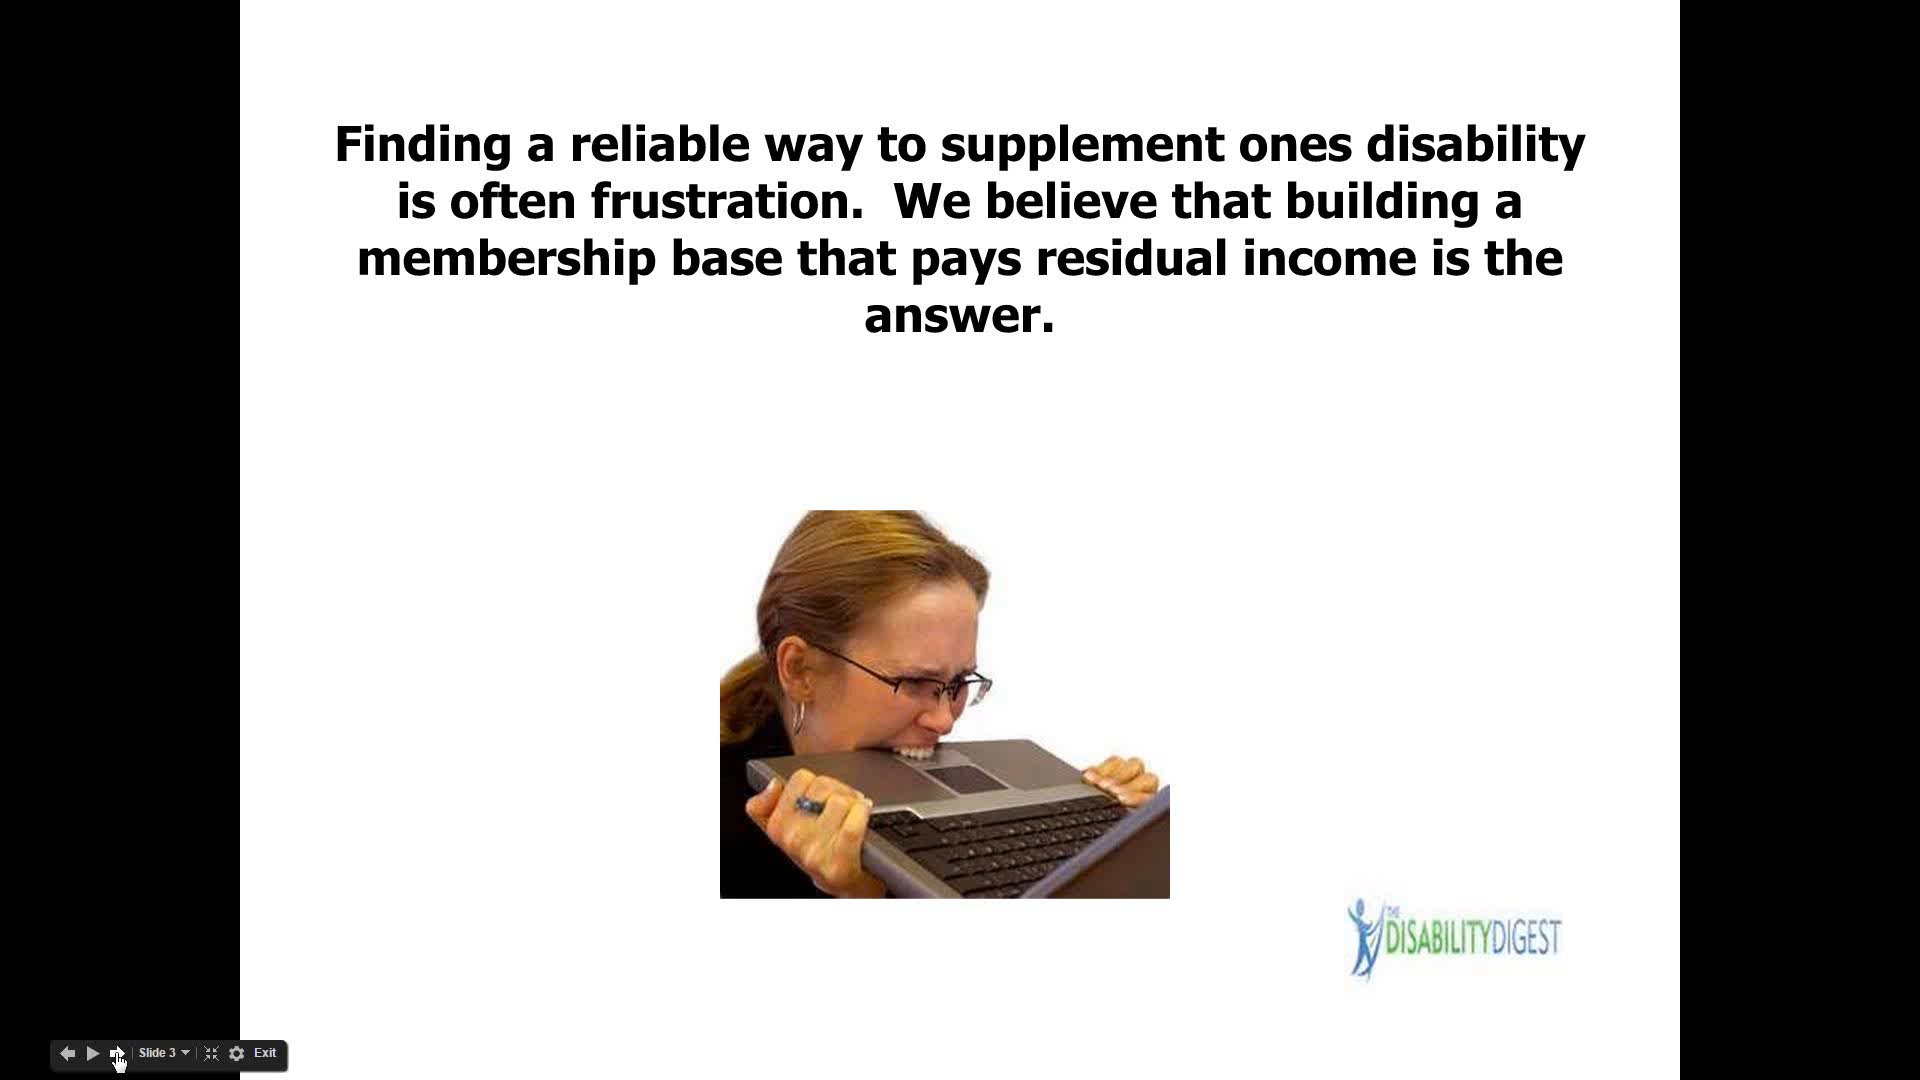 Finding a reliable way to supplement ones disability
is often frustration.  We believe that building a
membership base that pays residual income is the
answer.
THE
DISABILITYDIGEST
Slide 3
Exit